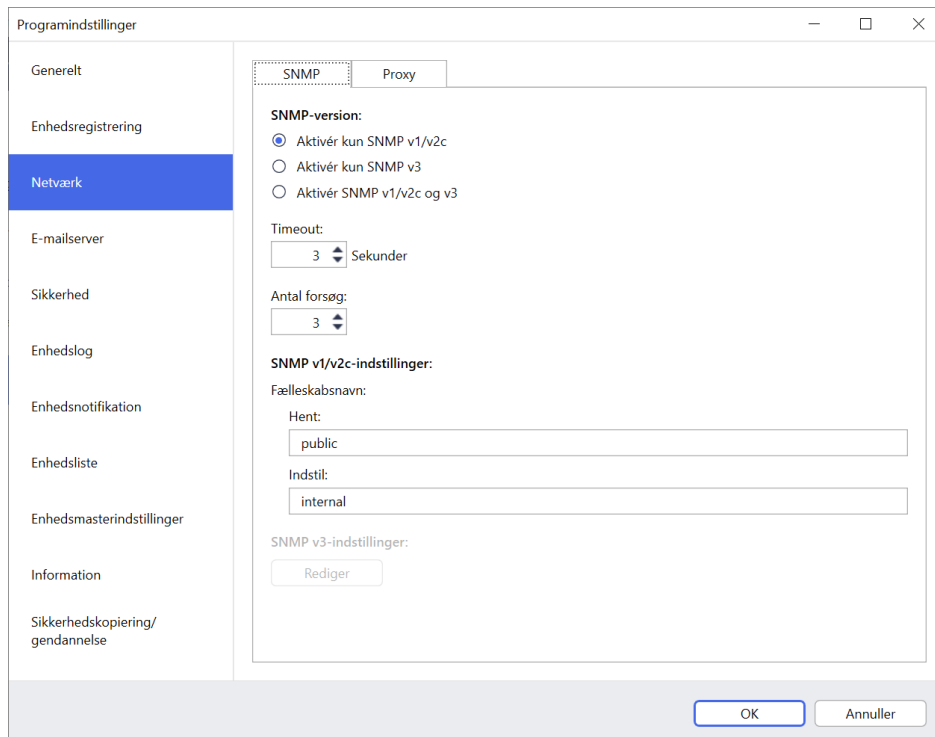 Programindstillinger
Generelt
Enhedsregistrering
Netværk
E-mailserver
Sikkerhed
Enhedslog
Enhedsnotifikation
Enhedsliste
Enhedsmasterindstillinger
Information
Sikkerhedskopiering/
gendannelse
SNMP
Proxy
SNMP-version:
Aktivér kun SNMP v1/v2c
Aktivér kun SNMP v3
Aktivér SNMP v1/v2c og v3
Timeout:
3 Sekunder
Antal forsøg:
3
SNMP v1/v2c-indstillinger:
Fælleskabsnavn:
Hent:
public
Indstil:
internal
SNMP v3-indstillinger:
Rediger
OK
Annuller